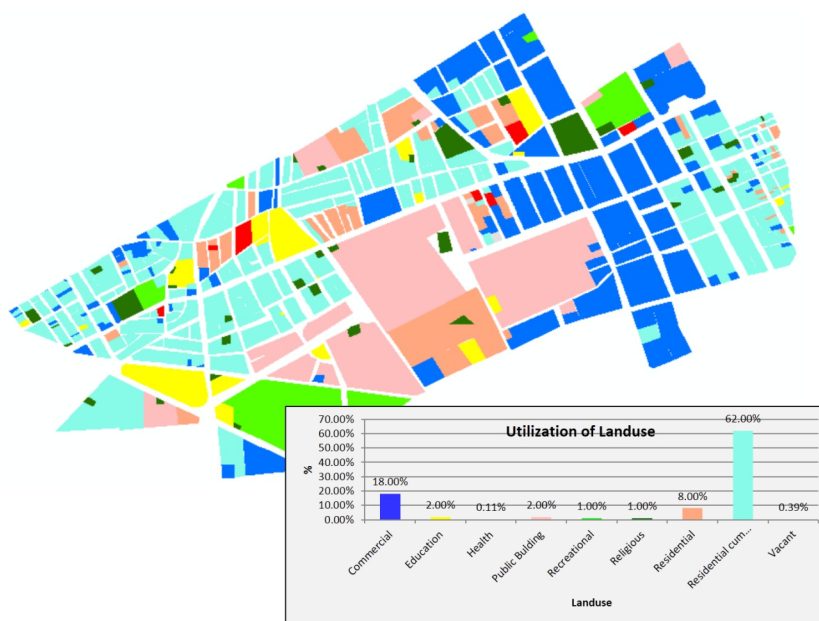 Utilization of Landuse
%
70.00%
60.00%
50.00%
40.00%
30.00%
20.00%
10.00%
0.00%
18.00%
2.00%
0.11%
2.00%
1.00%
1.00%
8.00%
62.00%
0.39%
Commercial
Education
Health
Public Bulding
Recreational
Religious
Residential
Residential cum...
Vacant
Landuse